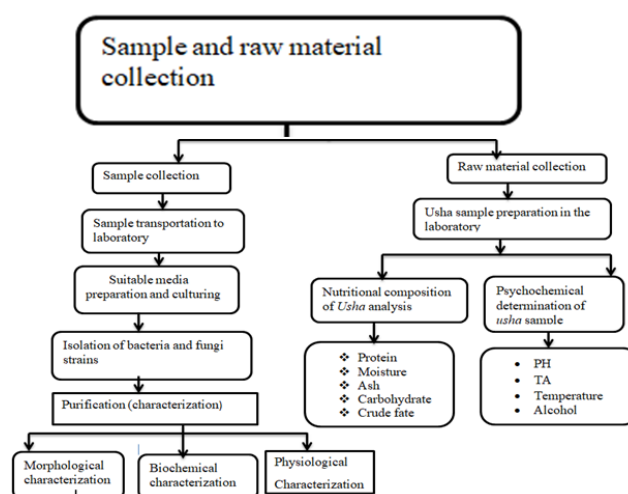 Sample and raw material
collection
Sample collection
Raw material collection
Sample transportation to
laboratory
Usha sample preparation in the
laboratory
Suitable media
preparation and culturing
Nutritional composition
of Usha analysis
Psychochemical
determination of
usha sample
Isolation of bacteria and fungi
strains
❖ Protein
❖ Moisture
❖ Ash
❖ Carbohydrate
❖ Crude fate
• PH
• TA
• Temperature
• Alcohol
Purification (characterization)
Morphological
characterization
Biochemical
characterization
Physiological
Characterization